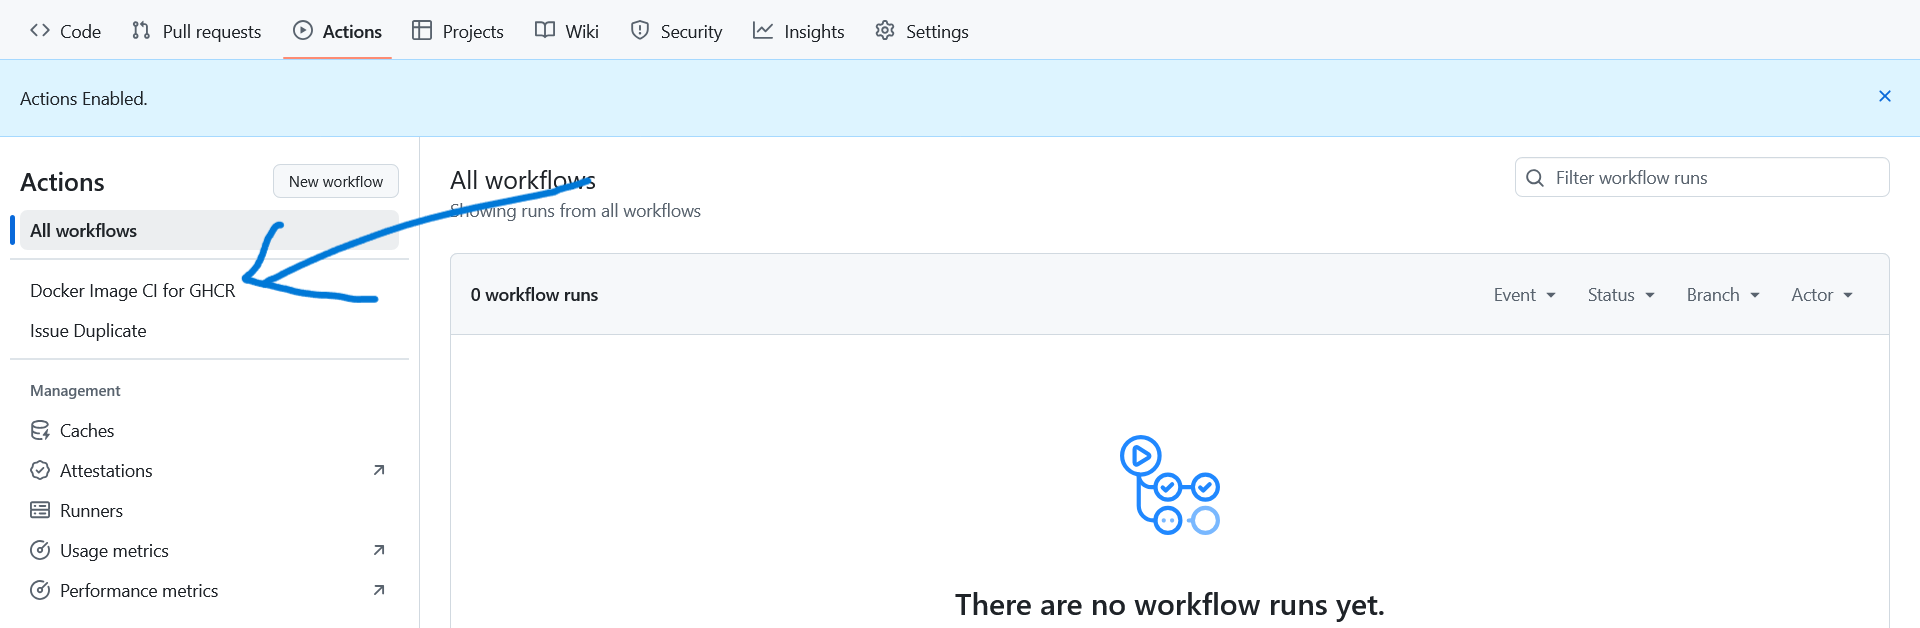 Code Pull requests Actions Projects Wiki Security Insights Settings
Actions Enabled.
Actions New workflow
All workflows
Docker Image CI for GHCR
Issue Duplicate
Management
Caches
Attestations
Runners
Usage metrics
Performance metrics
All workflows
Showing runs from all workflows
Filter workflow runs
0 workflow runs Event Status Branch Actor
There are no workflow runs yet.